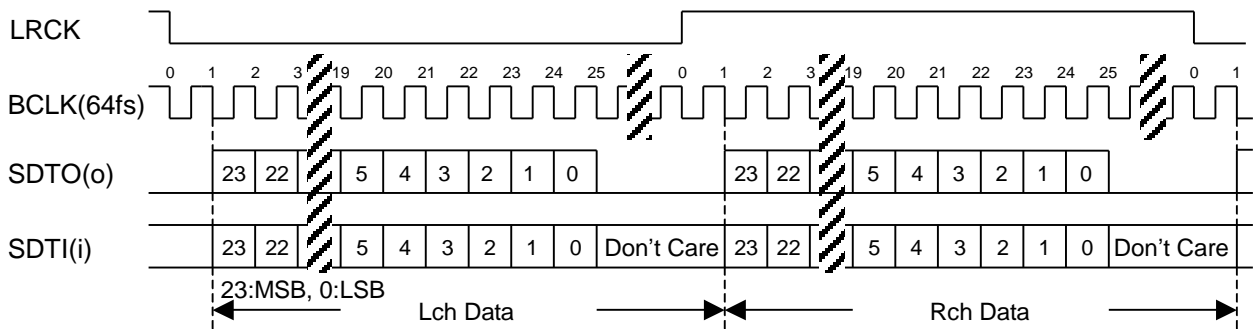 LRCK
0 1 2 3 19 20 21 22 23 24 25 0 1 2 3 19 20 21 22 23 24 25 0 1
BCLK(64fs)
SDTO(o) 23 22 5 4 3 2 1 0 23 22 5 4 3 2 1 0
SDTI(i) 23 22 5 4 3 2 1 0 Don't Care 23 22 5 4 3 2 1 0 Don't Care
23:MSB, 0:LSB
Lch Data Rch Data